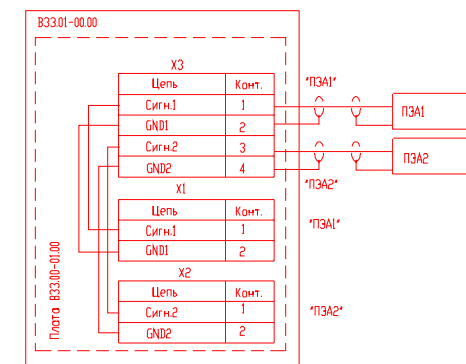 ВЗЗ.01-00.00
X3
Цепь Конт.
Сигн.1 1
GND1 2
Сигн.2 3
GND2 4
"ПЭА1"
ПЭА1
ПЭА2
"ПЭА2"
X1
Цепь Конт.
Сигн.1 1
GND1 2
"ПЭА1"
X2
Цепь Конт.
Сигн.2 1
GND2 2
"ПЭА2"
Плата ВЗЗ.00-01.00